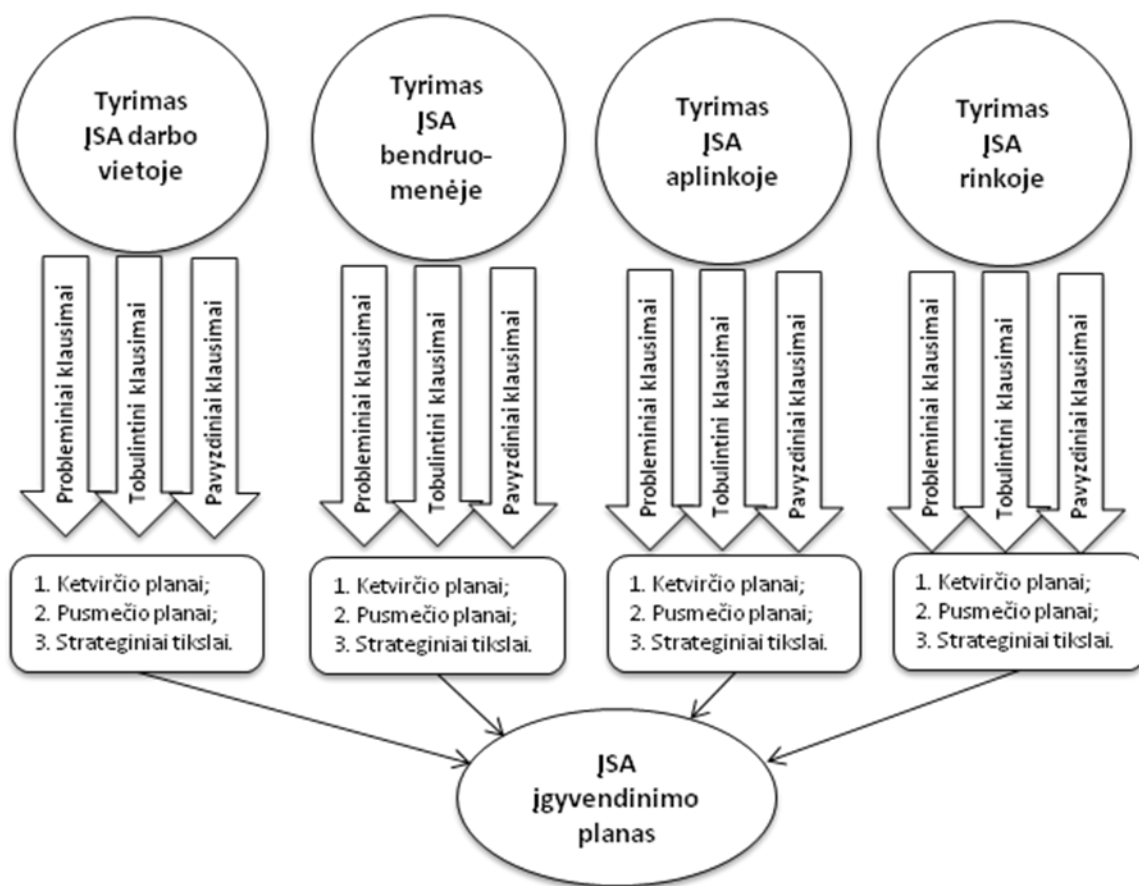 Tyrimas
ĮSA darbo
vietoje
Tyrimas
ĮSA
bendruo-
menėje
Tyrimas
ĮSA
aplinkoje
Tyrimas
ĮSA
rinkoje
Probleminiai klausimai
Tobulintini klausimai
Pavyzdiniai klausimai
Probleminiai klausimai
Tobulintini klausimai
Pavyzdiniai klausimai
Probleminiai klausimai
Tobulintini klausimai
Pavyzdiniai klausimai
Probleminiai klausimai
Tobulintini klausimai
Pavyzdiniai klausimai
1. Ketvirčio planai;
2. Pusmečio planai;
3. Strateginiai tikslai.
1. Ketvirčio planai;
2. Pusmečio planai;
3. Strateginiai tikslai.
1. Ketvirčio planai;
2. Pusmečio planai;
3. Strateginiai tikslai.
1. Ketvirčio planai;
2. Pusmečio planai;
3. Strateginiai tikslai.
ĮSA
įgyvendinimo
planas